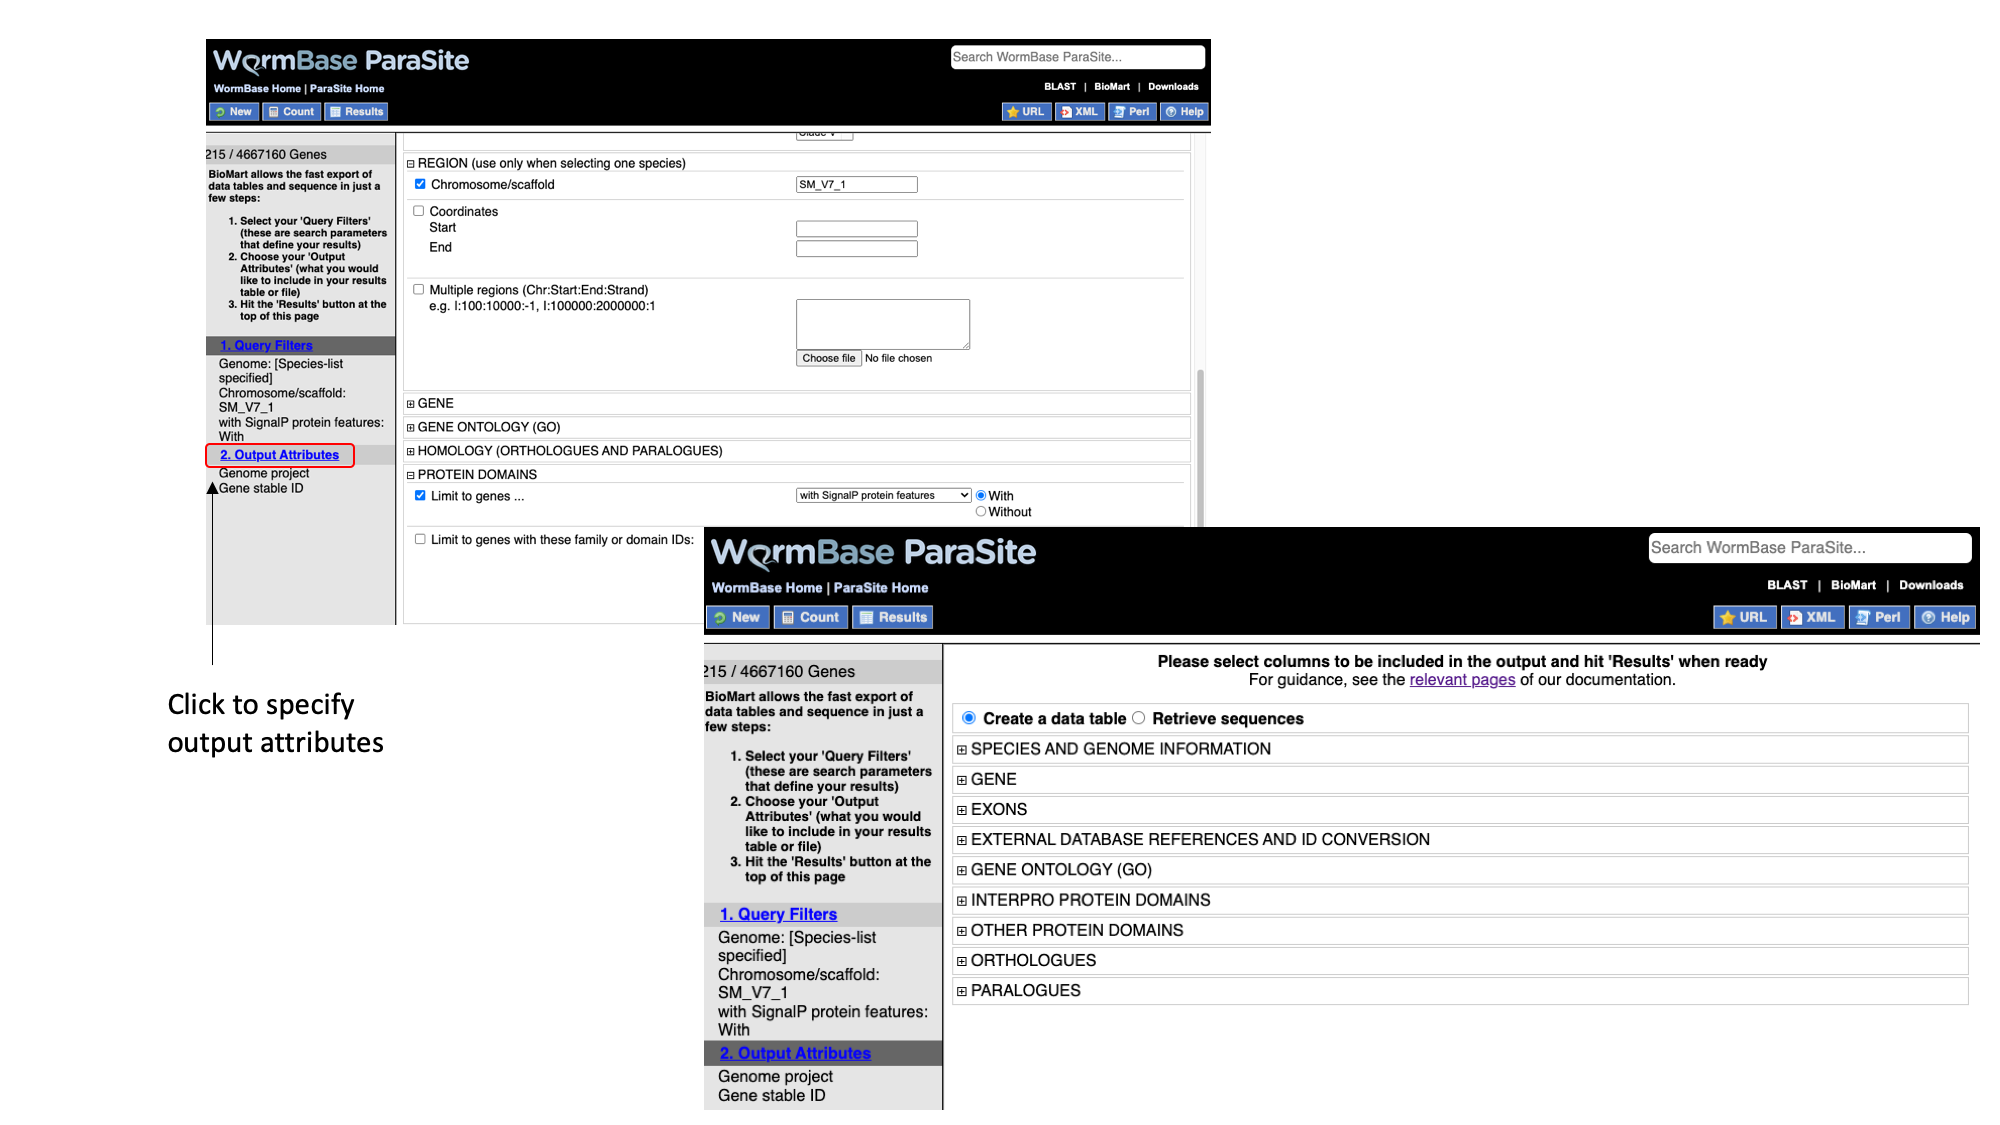 WormBase ParaSite
Search WormBase ParaSite...
WormBase Home | ParaSite Home
BLAST | BioMart | Downloads
New Count Results
URL XML Perl Help
215 / 4667160 Genes
BioMart allows the fast export of
data tables and sequence in just a
few steps:
1. Select your 'Query Filters'
(these are search parameters
that define your results)
2. Choose your 'Output
Attributes' (what you would
like to include in your results
table or file)
3. Hit the 'Results' button at the
top of this page
1. Query Filters
Genome: [Species-list
specified]
Chromosome/scaffold:
SM_V7_1
with SignalP protein features:
With
2. Output Attributes
Genome project
Gene stable ID
REGION (use only when selecting one species)
Chromosome/scaffold SM_V7_1
Coordinates
Start
End
Multiple regions (Chr:Start:End:Strand)
e.g. I:100:10000:-1, I:100000:2000000:1
Choose file No file chosen
GENE
GENE ONTOLOGY (GO)
HOMOLOGY (ORTHOLOGUES AND PARALOGUES)
PROTEIN DOMAINS
Limit to genes ... with SignalP protein features With
Without
Limit to genes with these family or domain IDs:
Click to specify
output attributes
WormBase ParaSite
Search WormBase ParaSite...
WormBase Home | ParaSite Home
BLAST | BioMart | Downloads
New Count Results
URL XML Perl Help
215 / 4667160 Genes
BioMart allows the fast export of
data tables and sequence in just a
few steps:
1. Select your 'Query Filters'
(these are search parameters
that define your results)
2. Choose your 'Output
Attributes' (what you would
like to include in your results
table or file)
3. Hit the 'Results' button at the
top of this page
1. Query Filters
Genome: [Species-list
specified]
Chromosome/scaffold:
SM_V7_1
with SignalP protein features:
With
2. Output Attributes
Genome project
Gene stable ID
Please select columns to be included in the output and hit 'Results' when ready
For guidance, see the relevant pages of our documentation.
Create a data table Retrieve sequences
SPECIES AND GENOME INFORMATION
GENE
EXONS
EXTERNAL DATABASE REFERENCES AND ID CONVERSION
GENE ONTOLOGY (GO)
INTERPRO PROTEIN DOMAINS
OTHER PROTEIN DOMAINS
ORTHOLOGUES
PARALOGUES